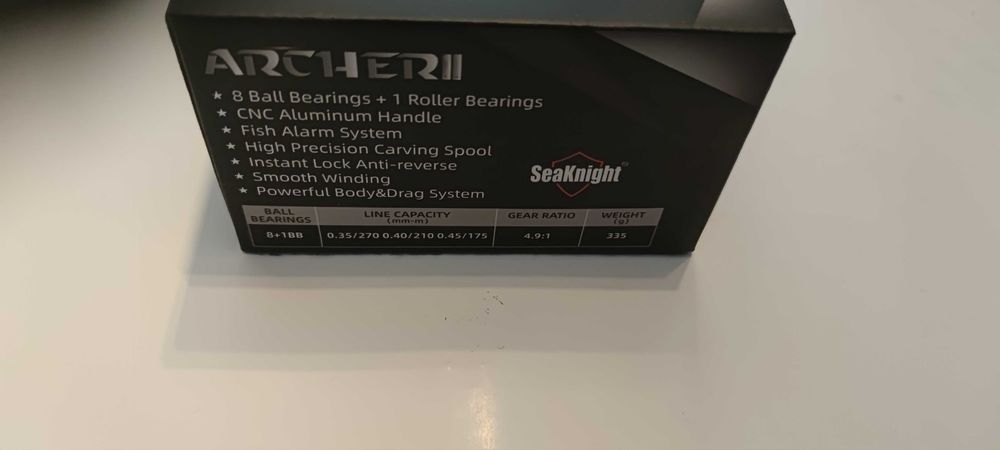 ARCHER II
★ 8 Ball Bearings + 1 Roller Bearings
★ CNC Aluminum Handle
★ Fish Alarm System
★ High Precision Carving Spool
★ Instant Lock Anti-reverse
★ Smooth Winding
★ Powerful Body&Drag System
SeaKnight®
BALL BEARINGS LINE CAPACITY (mm-m) GEAR RATIO WEIGHT (g)
8+1BB 0.35/270 0.40/210 0.45/175 4.9:1 335